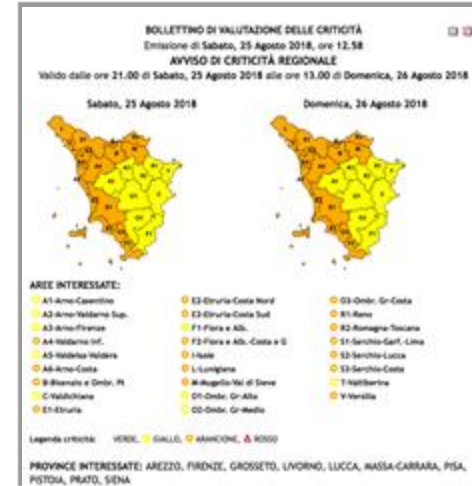 BOLLETTINO DI VALUTAZIONE DELLE CRITICITÀ
Emissione di Sabato, 25 Agosto 2018, ore 12.58
AVVISO DI CRITICITÀ REGIONALE
Valido dalle ore 21.00 di Sabato, 25 Agosto 2018 alle ore 13.00 di Domenica, 26 Agosto 2018
Sabato, 25 Agosto 2018
Domenica, 26 Agosto 2018
AREE INTERESSATE:
A1-Arno-Casentino
A2-Arno-Valdarno Sup.
A3-Arno-Firenze
A4-Valdarno Inf.
A5-Valdelsa-Valdera
A6-Arno-Costa
B-Bisenzio e Ombr. Pt
C-Valdichiana
E1-Etruria
E2-Etruria-Costa Nord
E3-Etruria-Costa Sud
F1-Fiora e Alb.
F2-Fiora e Alb.-Costa e G
I-Isole
L-Lunigiana
M-Mugello-Val di Sieve
O1-Ombr. Gr-Alto
O2-Ombr. Gr-Medio
O3-Ombr. Gr-Costa
R1-Reno
R2-Romagna-Toscana
S1-Serchio-Garf.-Lima
S2-Serchio-Lucca
S3-Serchio-Costa
T-Valtiberina
V-Versilia
Legenda criticità: VERDE, GIALLO, ARANCIONE, ROSSO
PROVINCE INTERESSATE: AREZZO, FIRENZE, GROSSETO, LIVORNO, LUCCA, MASSA-CARRARA, PISA,
PISTOIA, PRATO, SIENA